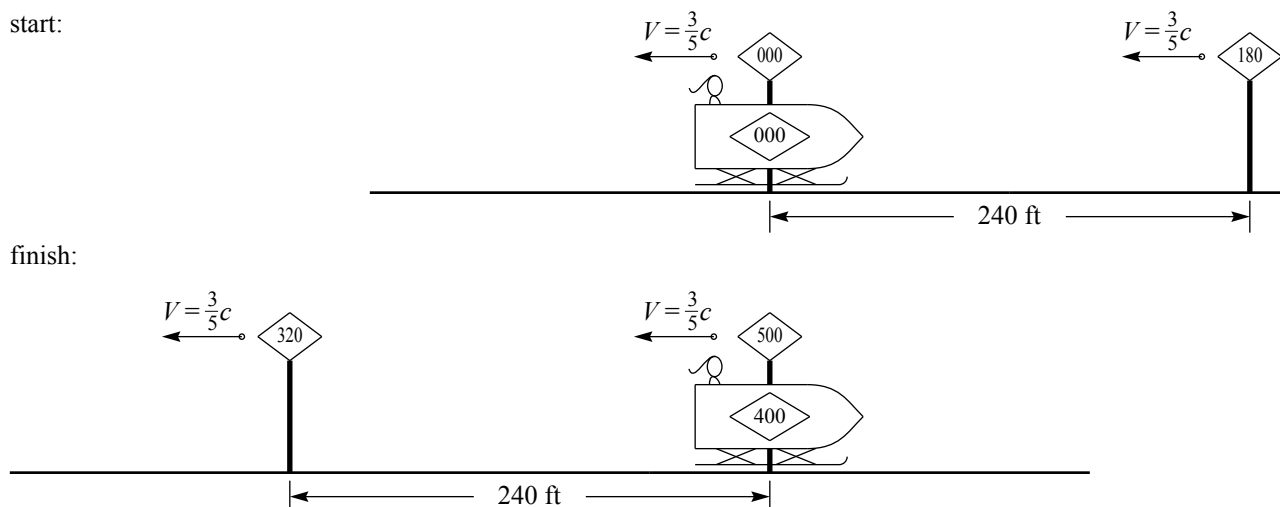 start:
V = 3/5 c
000
V = 3/5 c
180
000
240 ft
finish:
V = 3/5 c
320
V = 3/5 c
500
400
240 ft